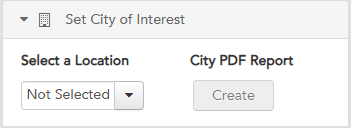 Set City of Interest
Select a Location City PDF Report
Not Selected Create